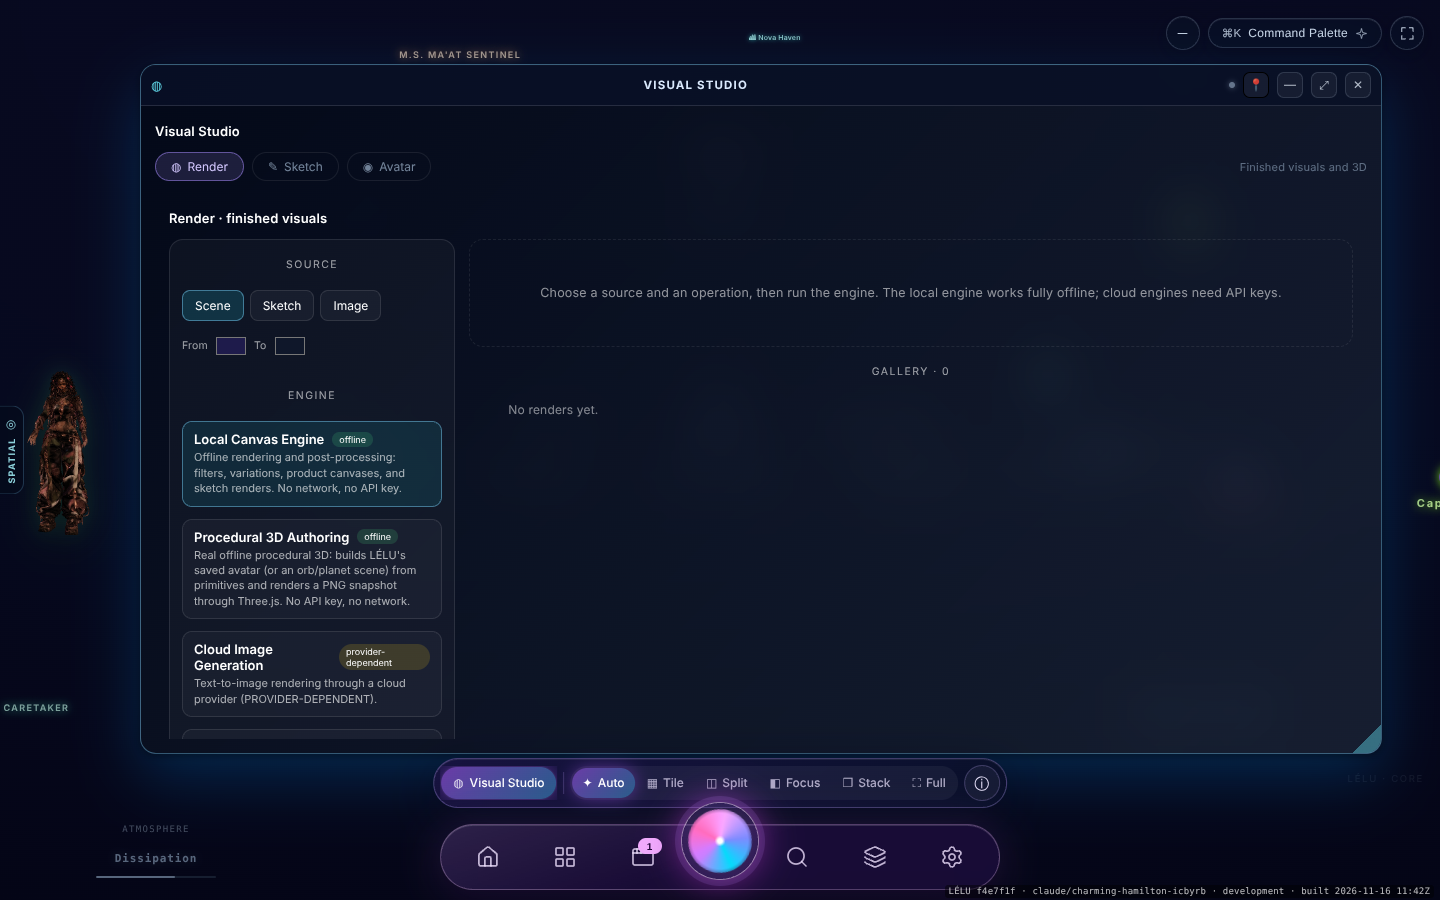 Nova Haven
M.S. MA'AT SENTINEL
⌘K Command Palette
VISUAL STUDIO
Visual Studio
Render
Sketch
Avatar
Finished visuals and 3D
Render · finished visuals
SOURCE
Scene
Sketch
Image
From
To
Choose a source and an operation, then run the engine. The local engine works fully offline; cloud engines need API keys.
GALLERY · 0
No renders yet.
ENGINE
Local Canvas Engine offline
Offline rendering and post-processing:
filters, variations, product canvases, and
sketch renders. No network, no API key.
Procedural 3D Authoring offline
Real offline procedural 3D: builds LÉLU's
saved avatar (or an orb/planet scene) from
primitives and renders a PNG snapshot
through Three.js. No API key, no network.
Cloud Image
Generation
provider-
dependent
Text-to-image rendering through a cloud
provider (PROVIDER-DEPENDENT).
SPATIAL
Cap
CARETAKER
LÉLU · CORE
Visual Studio
Auto
Tile
Split
Focus
Stack
Full
ATMOSPHERE
Dissipation
1
LÉLU f4e7f1f · claude/charming-hamilton-icbyrb · development · built 2026-11-16 11:42Z